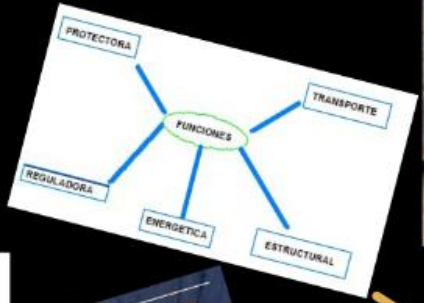 PROTECTORA
TRANSPORTE
FUNCIONES
REGULADORA
ENERGETICA
ESTRUCTURAL